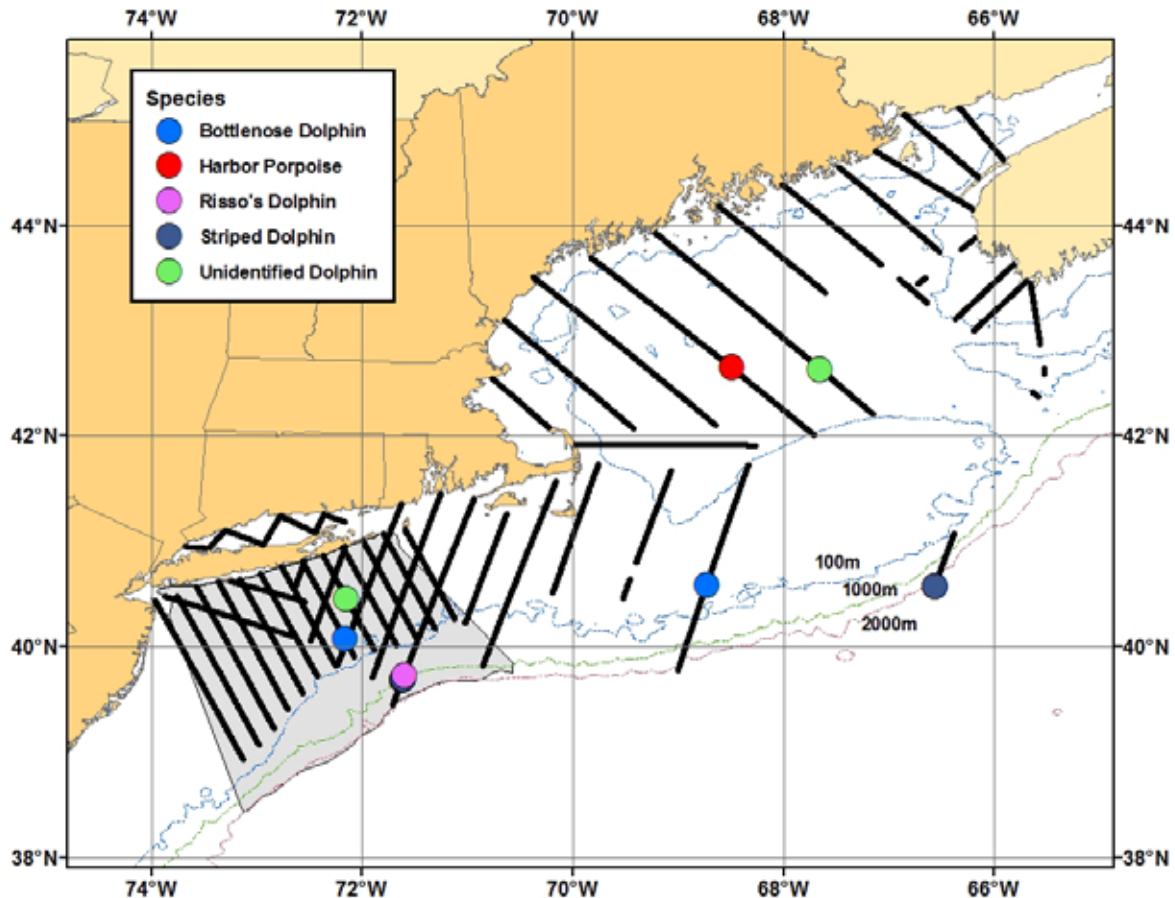 74°W 72°W 70°W 68°W 66°W
Species
Bottlenose Dolphin
Harbor Porpoise
Risso's Dolphin
Striped Dolphin
Unidentified Dolphin
44°N 44°N
42°N 42°N
100m
1000m
2000m
40°N 40°N
38°N 38°N
74°W 72°W 70°W 68°W 66°W